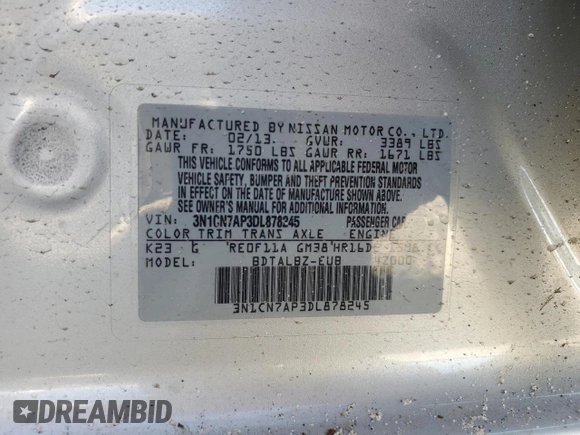 MANUFACTURED BY NISSAN MOTOR CO., LTD.
DATE: 02/13 GVWR: 3389 LBS
GAWR FR: 1750 LBS GAWR RR: 1671 LBS
THIS VEHICLE CONFORMS TO ALL APPLICABLE FEDERAL MOTOR
VEHICLE SAFETY, BUMPER AND THEFT PREVENTION STANDARDS
IN EFFECT ON THE DATE OF MANUFACTURE SHOWN ABOVE.
SEE OWNER'S MANUAL FOR FURTHER INFORMATION.
VIN: 3N1CN7AP3DL878245 PASSENGER CAR
COLOR TRIM TRANS AXLE ENGINE
K23 G RE0F11A GM38 HR16DE
BDTALBZ-EUB
3N1CN7AP3DL878245
DREAMBID